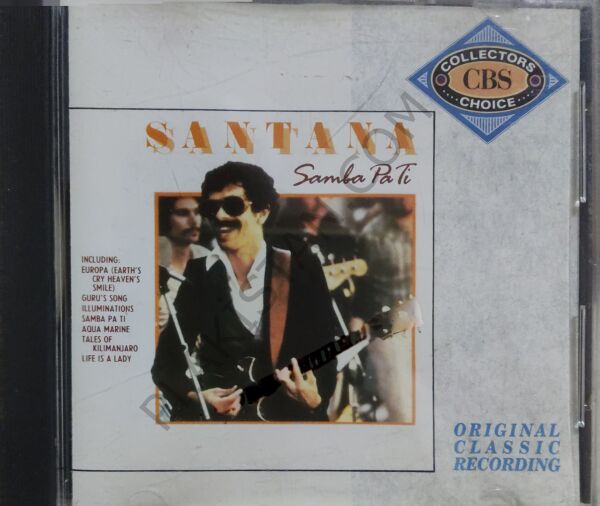 COLLECTORS
CBS
CHOICE
SANTANA
Samba Pa Ti
INCLUDING:
EUROPA (EARTH'S
CRY HEAVEN'S
SMILE)
GURU'S SONG
ILLUMINATIONS
SAMBA PA TI
AQUA MARINE
TALES OF
KILIMANJARO
LIFE IS A LADY
ORIGINAL
CLASSIC
RECORDING